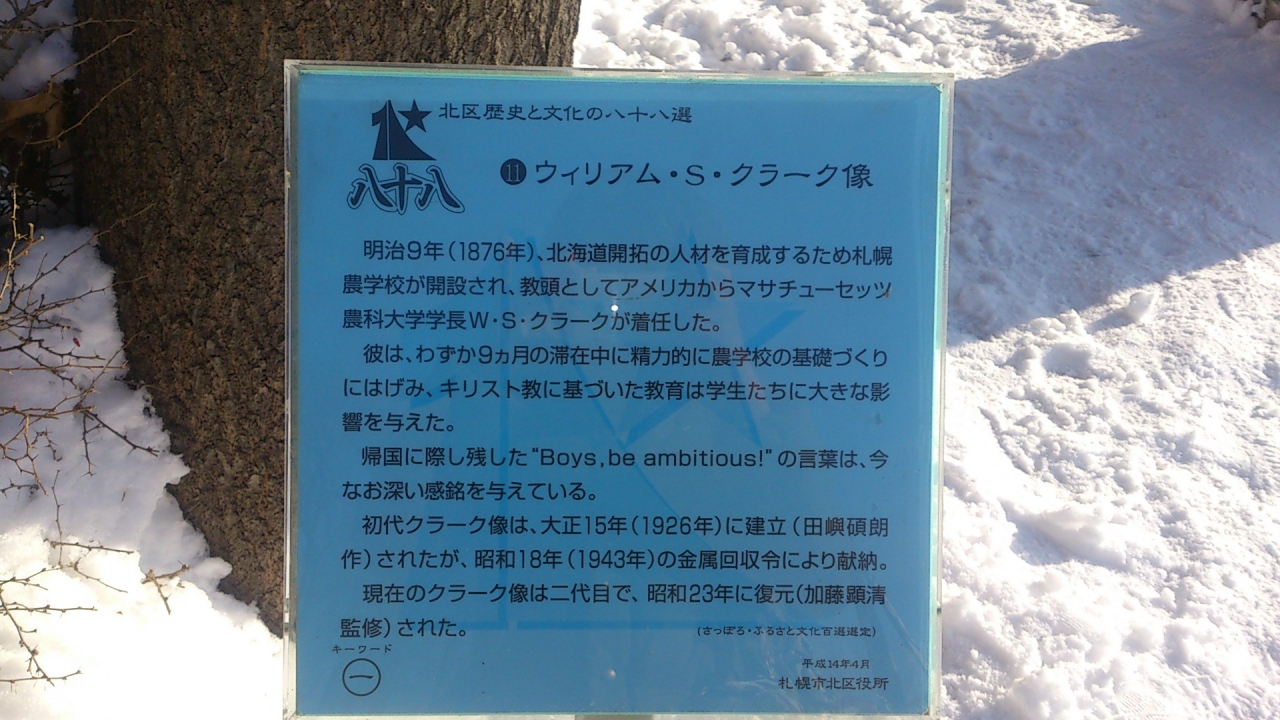 北区歴史と文化の八十八選
八十八
⓫ウィリアム・S・クラーク像
明治9年(1876年)、北海道開拓の人材を育成するため札幌
農学校が開設され、教頭としてアメリカからマサチューセッツ
農科大学学長W・S・クラークが着任した。
彼は、わずか9ヵ月の滞在中に精力的に農学校の基礎づくり
にはげみ、キリスト教に基づいた教育は学生たちに大きな影
響を与えた。
帰国に際し残した“Boys,be ambitious!”の言葉は、今
なお深い感銘を与えている。
初代クラーク像は、大正15年(1926年)に建立(田嶼碩朗
作)されたが、昭和18年(1943年)の金属回収令により献納。
現在のクラーク像は二代目で、昭和23年に復元(加藤顕清
監修)された。
(さっぽろ・ふるさと文化百選選定)
キーワード
一
平成14年4月
札幌市北区役所